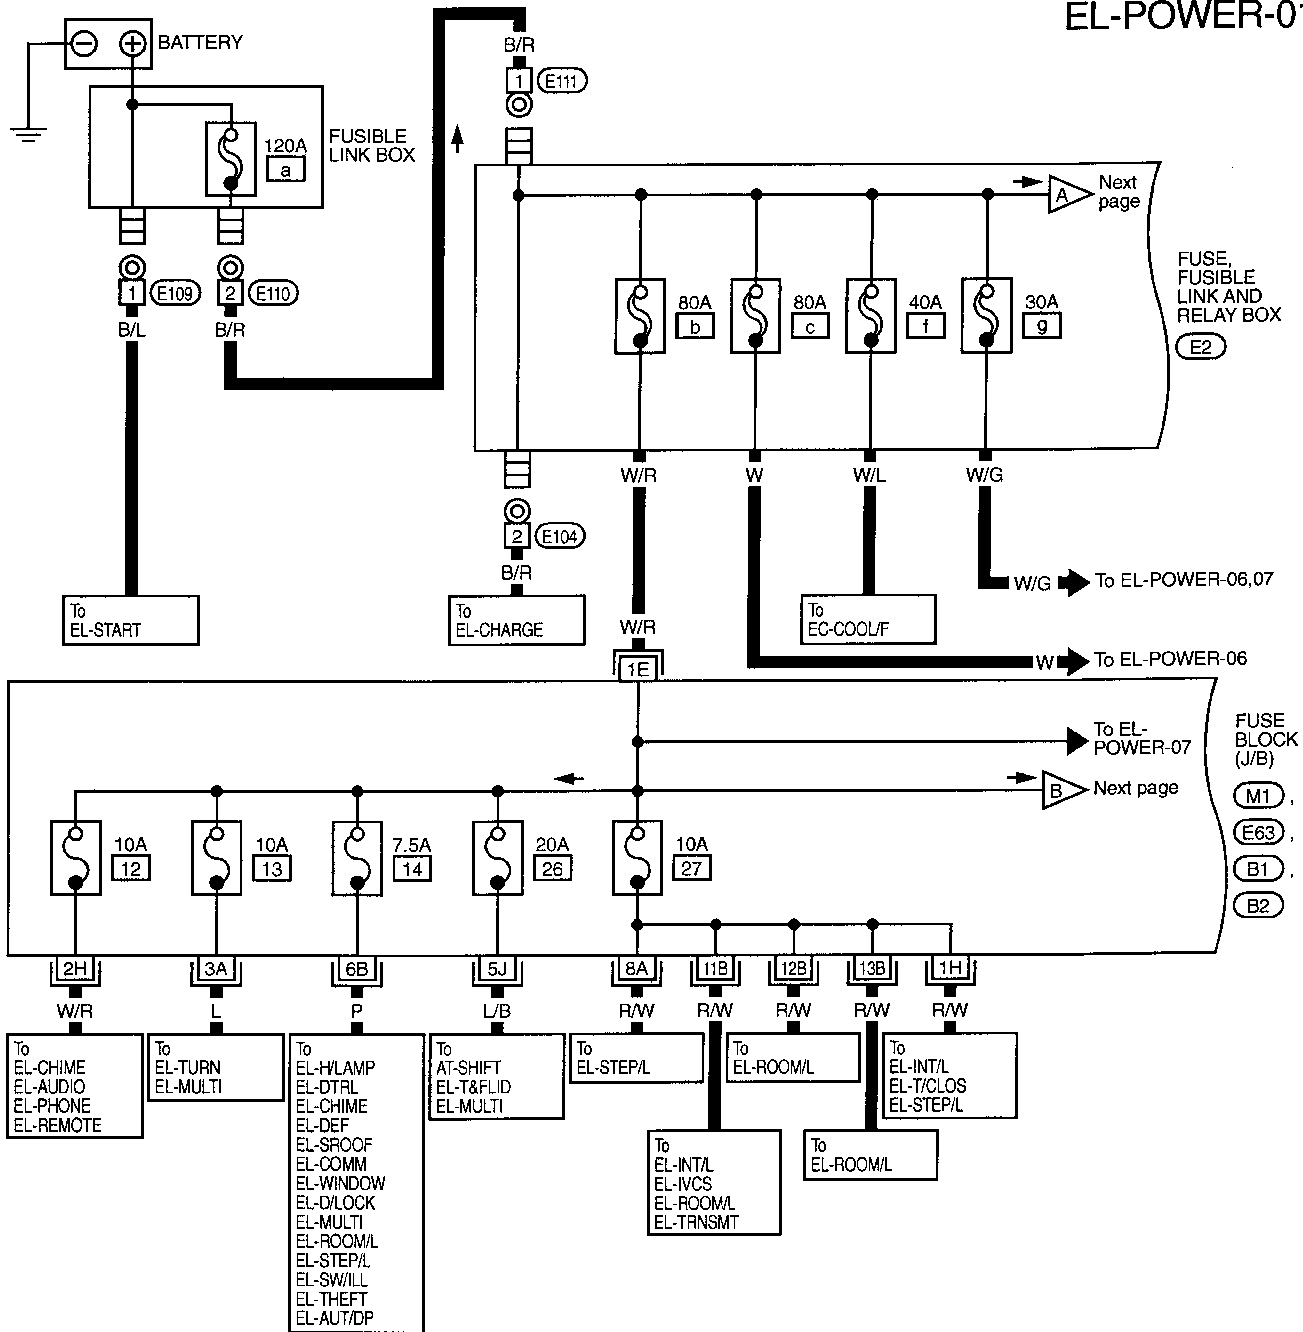 EL-POWER-01
BATTERY
FUSIBLE
LINK BOX
120A
a
1
E109
2
E110
B/L
B/R
B/R
1
E111
A
Next
page
FUSE,
FUSIBLE
LINK AND
RELAY BOX
E2
80A
b
80A
c
40A
f
30A
g
W/R
W
W/L
W/G
2
E104
B/R
W/G
To EL-POWER-06,07
To
EL-START
To
EL-CHARGE
W/R
To
EC-COOL/F
W
To EL-POWER-06
1E
To EL-
POWER-07
B
Next page
FUSE
BLOCK
(J/B)
M1 ,
E63 ,
B1 ,
B2
10A
12
10A
13
7.5A
14
20A
26
10A
27
2H
3A
6B
5J
8A
11B
12B
13B
1H
W/R
L
P
L/B
R/W
R/W
R/W
R/W
R/W
To
EL-CHIME
EL-AUDIO
EL-PHONE
EL-REMOTE
To
EL-TURN
EL-MULTI
To
EL-H/LAMP
EL-DTRL
EL-CHIME
EL-DEF
EL-SROOF
EL-COMM
EL-WINDOW
EL-D/LOCK
EL-MULTI
EL-ROOM/L
EL-STEP/L
EL-SW/ILL
EL-THEFT
EL-AUT/DP
To
AT-SHIFT
EL-T&FLID
EL-MULTI
To
EL-STEP/L
To
EL-INT/L
EL-IVCS
EL-ROOM/L
EL-TRNSMT
To
EL-ROOM/L
To
EL-ROOM/L
To
EL-INT/L
EL-T/CLOS
EL-STEP/L